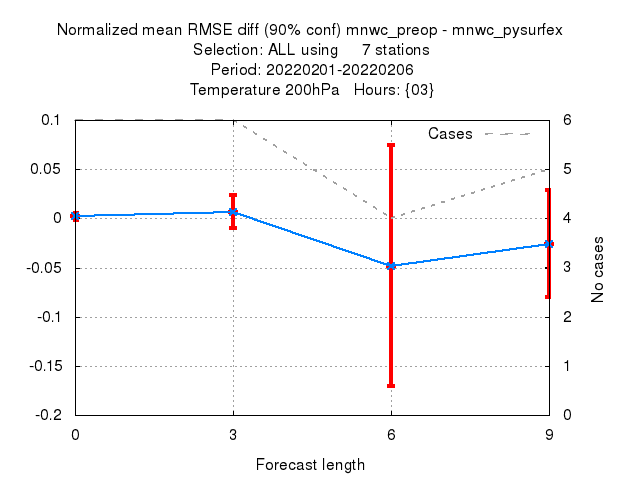 Normalized mean RMSE diff (90% conf) mnwc_preop - mnwc_pysurfex
Selection: ALL using 7 stations
Period: 20220201-20220206
Temperature 200hPa Hours: {03}
Cases
0.1
0.05
0
-0.05
-0.1
-0.15
-0.2
6
5
4
3
2
1
0
No cases
0 3 6 9
Forecast length